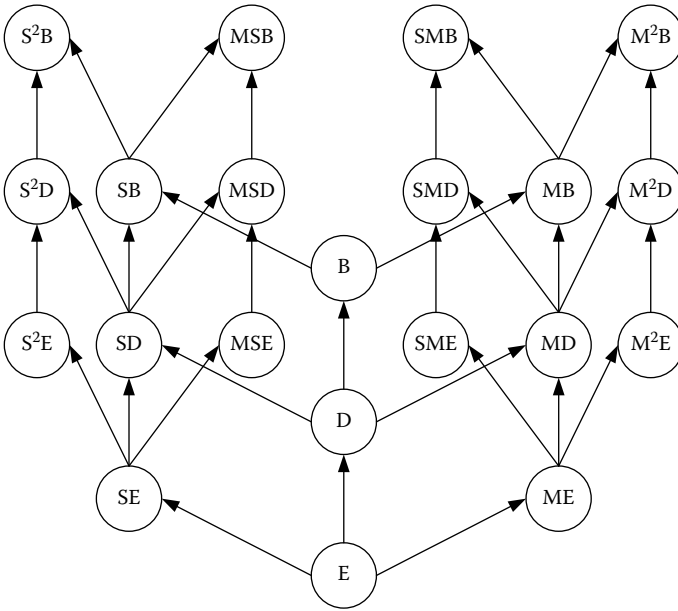 S²B MSB SMB M²B
S²D SB MSD SMD MB M²D
B
S²E SD MSE SME MD M²E
D
SE ME
E